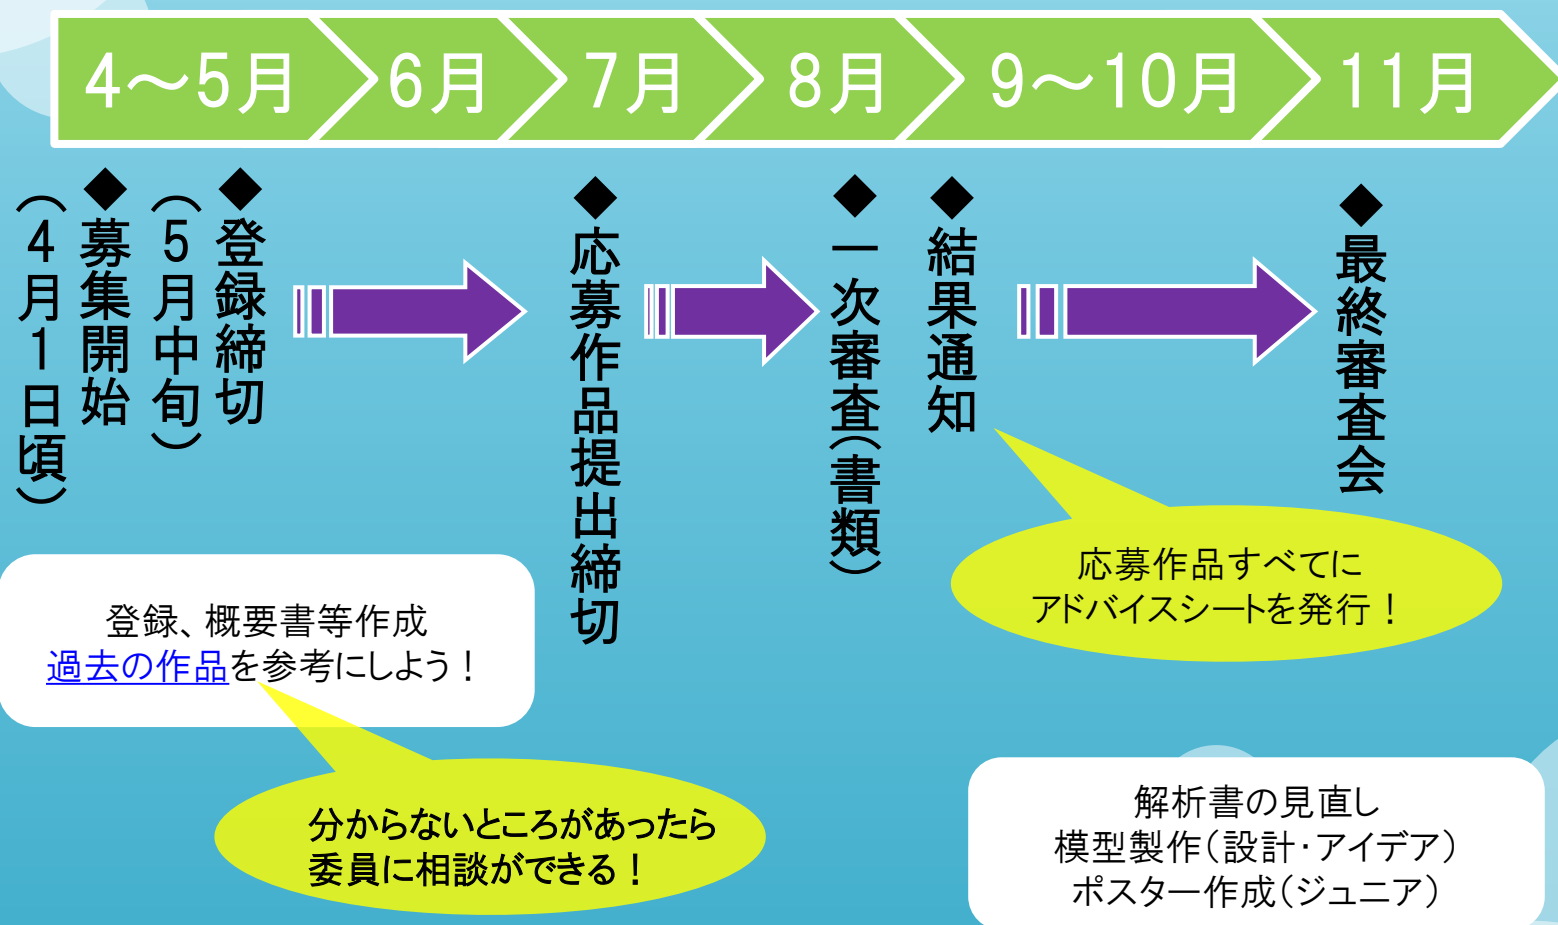 4～5月
6月
7月
8月
9～10月
11月
◆募集開始
（4月1日頃）
◆登録締切
（5月中旬）
◆応募作品提出締切
◆一次審査（書類）
◆結果通知
◆最終審査会
登録、概要書等作成
過去の作品を参考にしよう！
分からないところがあったら
委員に相談ができる！
応募作品すべてに
アドバイスシートを発行！
解析書の見直し
模型製作（設計・アイデア）
ポスター作成（ジュニア）